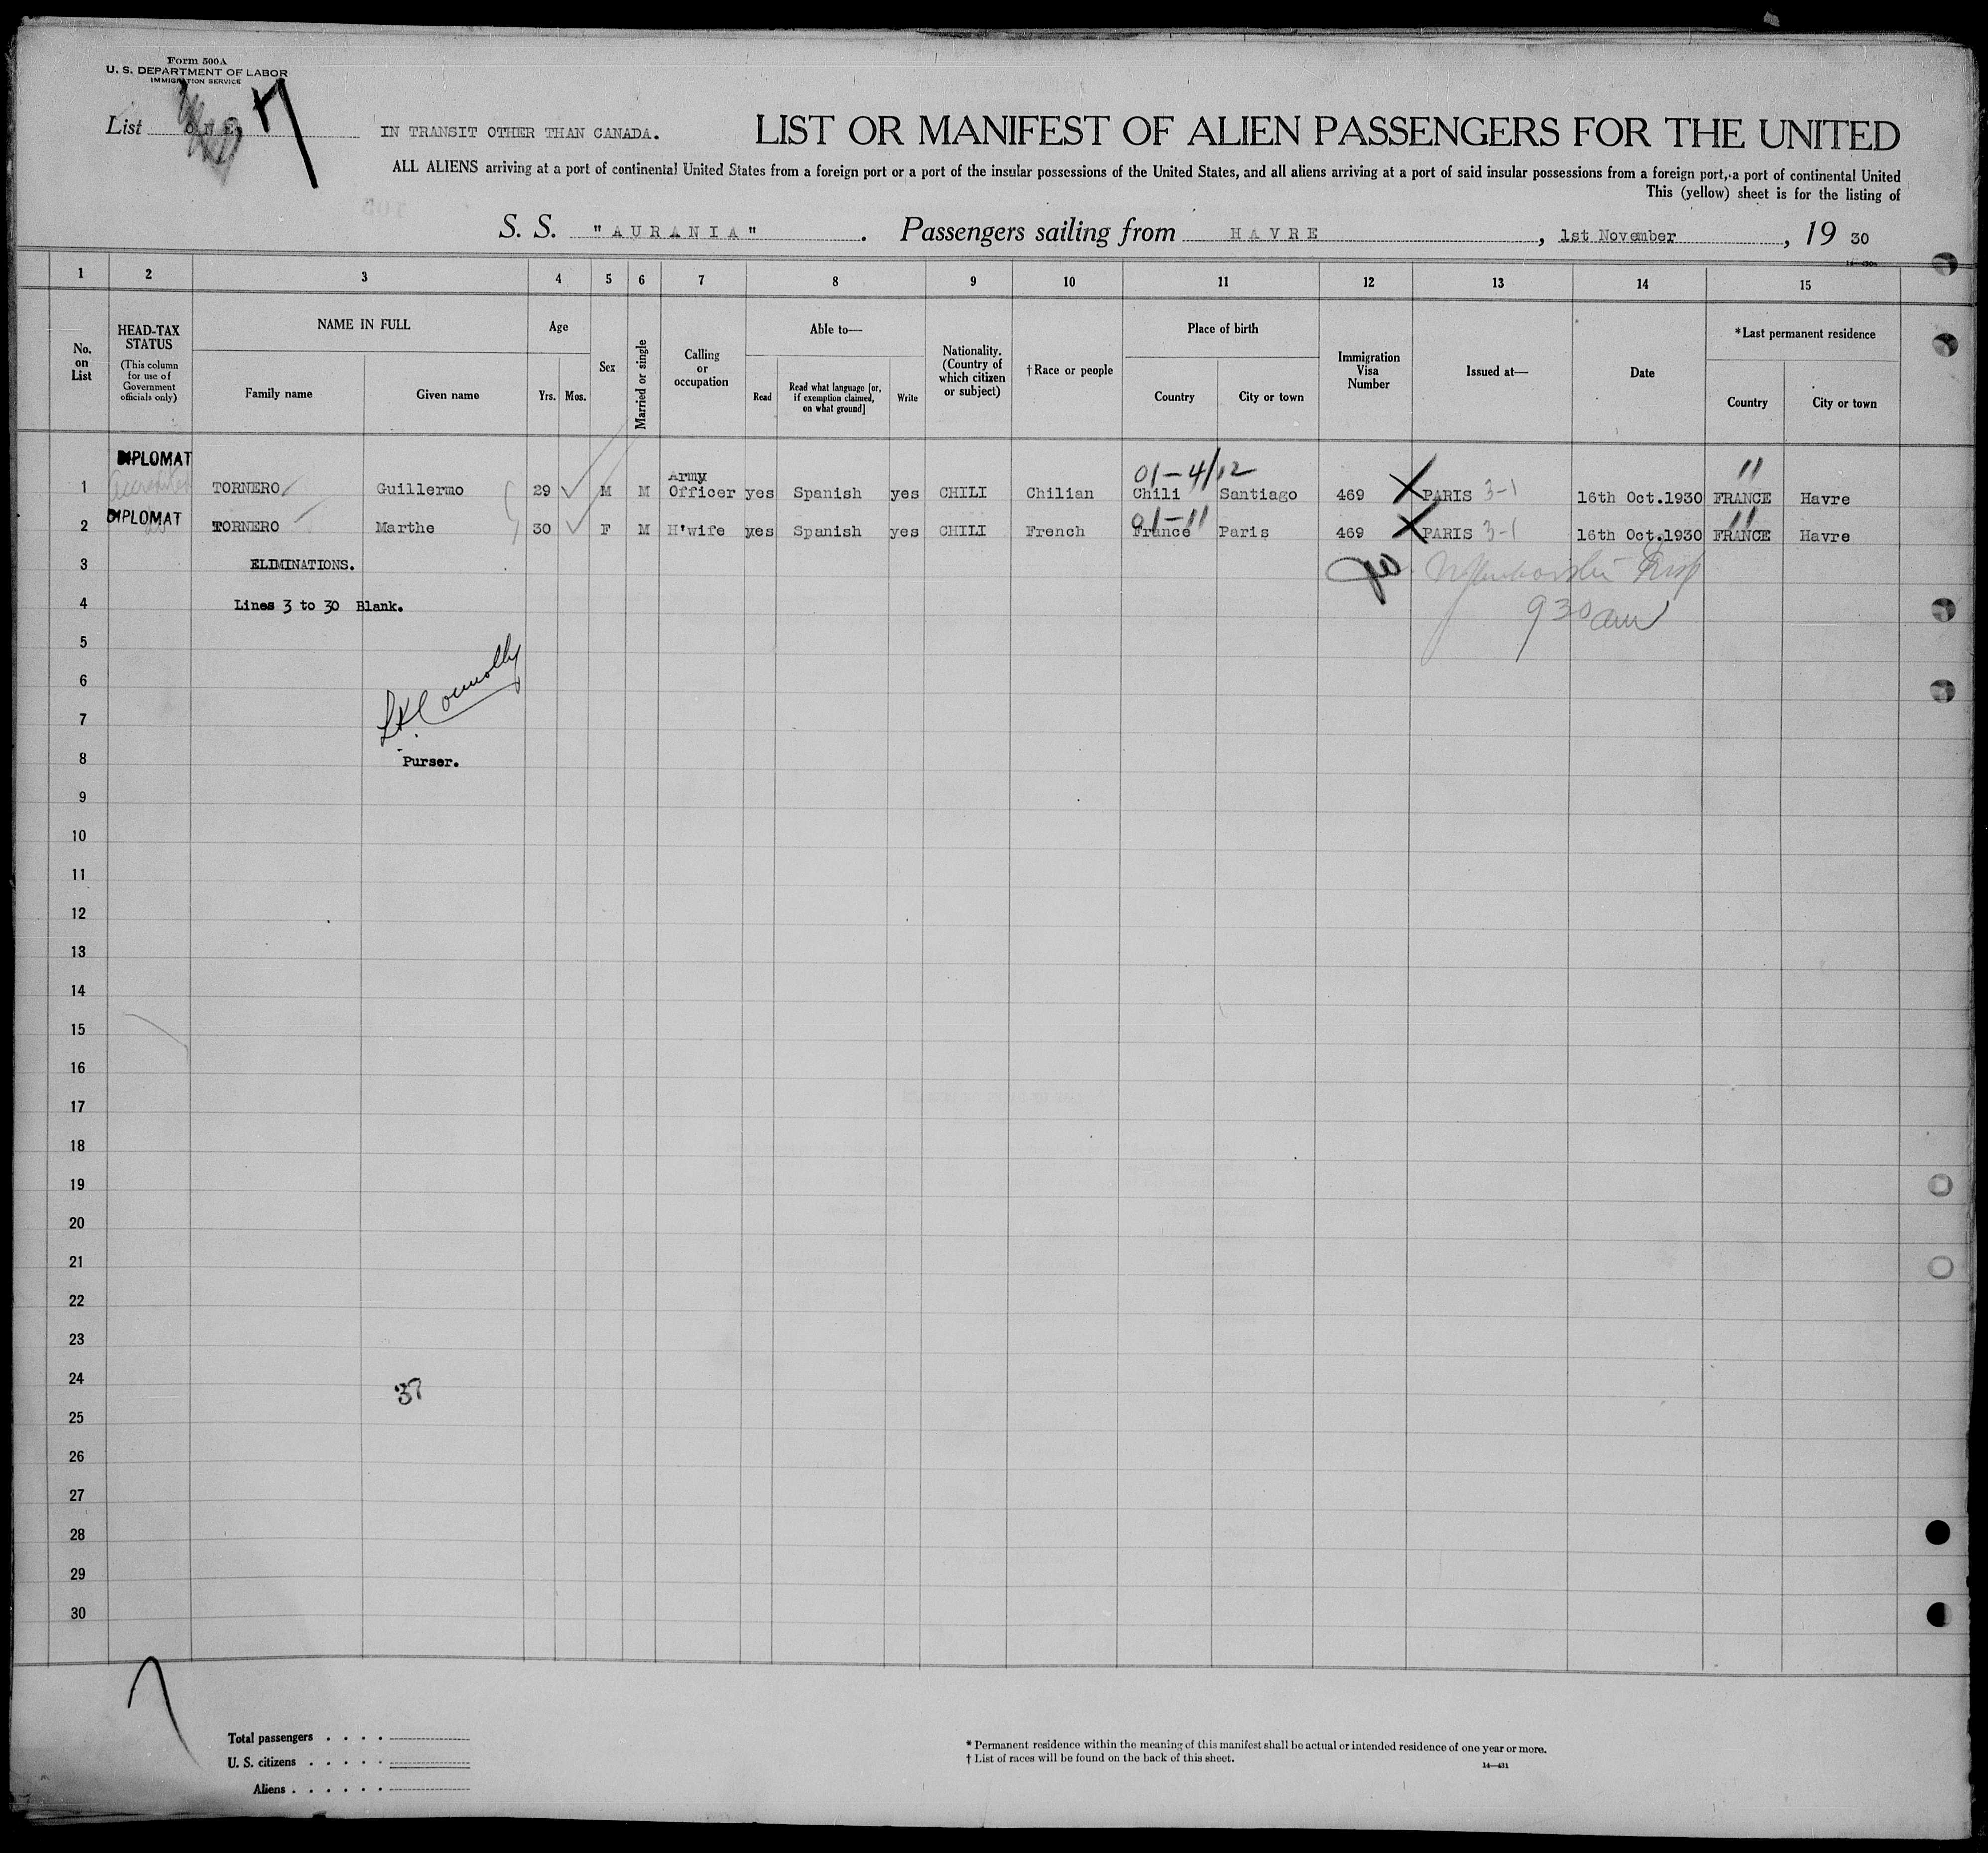 Form 500A
U. S. DEPARTMENT OF LABOR
IMMIGRATION SERVICE
List ONE 7
IN TRANSIT OTHER THAN CANADA.
LIST OR MANIFEST OF ALIEN PASSENGERS FOR THE UNITED
ALL ALIENS arriving at a port of continental United States from a foreign port or a port of the insular possessions of the United States, and all aliens arriving at a port of said insular possessions from a foreign port, a port of continental United
This (yellow) sheet is for the listing of
S. S. "AURANIA". Passengers sailing from HAVRE, 1st November, 19 30
1 2 3 4 5 6 7 8 9 10 11 12 13 14 15
No. on List
HEAD-TAX STATUS
(This column for use of Government officials only)
NAME IN FULL
Family name Given name
Age
Yrs. Mos.
Sex
Married or single
Calling or occupation
Able to—
Read
Read what language [or, if exemption claimed, on what ground]
Write
Nationality. (Country of which citizen or subject)
†Race or people
Place of birth
Country City or town
Immigration Visa Number
Issued at—
Date
*Last permanent residence
Country City or town
DIPLOMAT 01-4/12 "
1 TORNERO Guillermo 29 M M Army Officer yes Spanish yes CHILI Chilian Chili Santiago 469 X PARIS 3-1 16th Oct.1930 FRANCE Havre
DIPLOMAT 01-11 "
2 TORNERO Marthe 30 F M H'wife yes Spanish yes CHILI French France Paris 469 X PARIS 3-1 16th Oct.1930 FRANCE Havre
3 ELIMINATIONS.
4 Lines 3 to 30 Blank.
930 am
5
6
7
Connolly
8 Purser.
9
10
11
12
13
14
15
16
17
18
19
20
21
22
23
24 37
25
26
27
28
29
30
7
Total passengers . . . .
U. S. citizens . . . . .
Aliens . . . . . .
* Permanent residence within the meaning of this manifest shall be actual or intended residence of one year or more.
† List of races will be found on the back of this sheet.
14—431